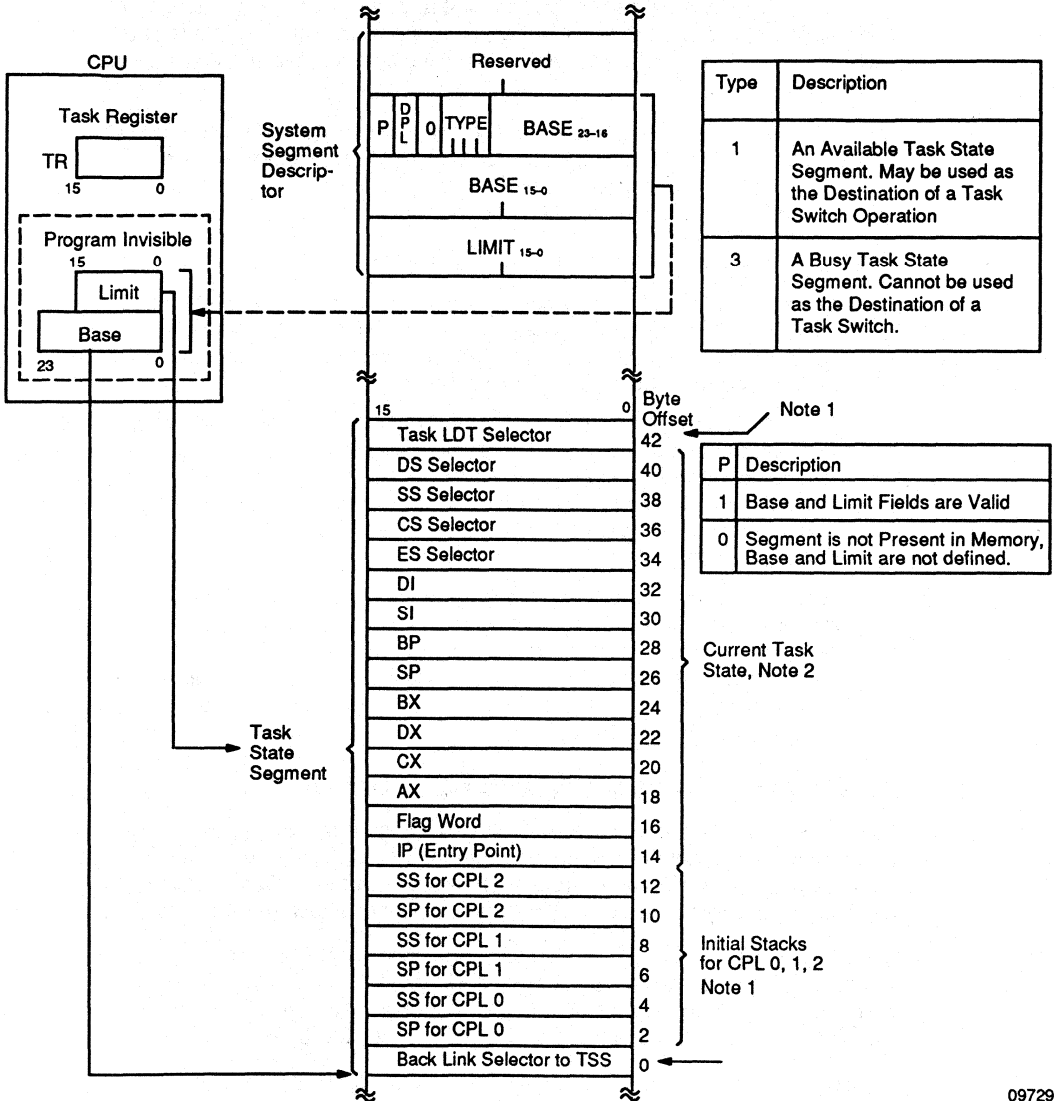 CPU
Task Register
TR
15 0
Program Invisible
15 0
Limit
Base
23 0
System
Segment
Descrip-
tor
Reserved
P DPL 0 TYPE BASE 23-16
BASE 15-0
LIMIT 15-0
Type Description
1 An Available Task State
Segment. May be used as
the Destination of a Task
Switch Operation
3 A Busy Task State
Segment. Cannot be used
as the Destination of a
Task Switch.
15 0
Byte
Offset
Note 1
Task LDT Selector 42
DS Selector 40
SS Selector 38
CS Selector 36
ES Selector 34
DI 32
SI 30
BP 28
SP 26
BX 24
DX 22
CX 20
AX 18
Flag Word 16
IP (Entry Point) 14
SS for CPL 2 12
SP for CPL 2 10
SS for CPL 1 8
SP for CPL 1 6
SS for CPL 0 4
SP for CPL 0 2
Back Link Selector to TSS 0
Task
State
Segment
P Description
1 Base and Limit Fields are Valid
0 Segment is not Present in Memory,
Base and Limit are not defined.
Current Task
State, Note 2
Initial Stacks
for CPL 0, 1, 2
Note 1
09729